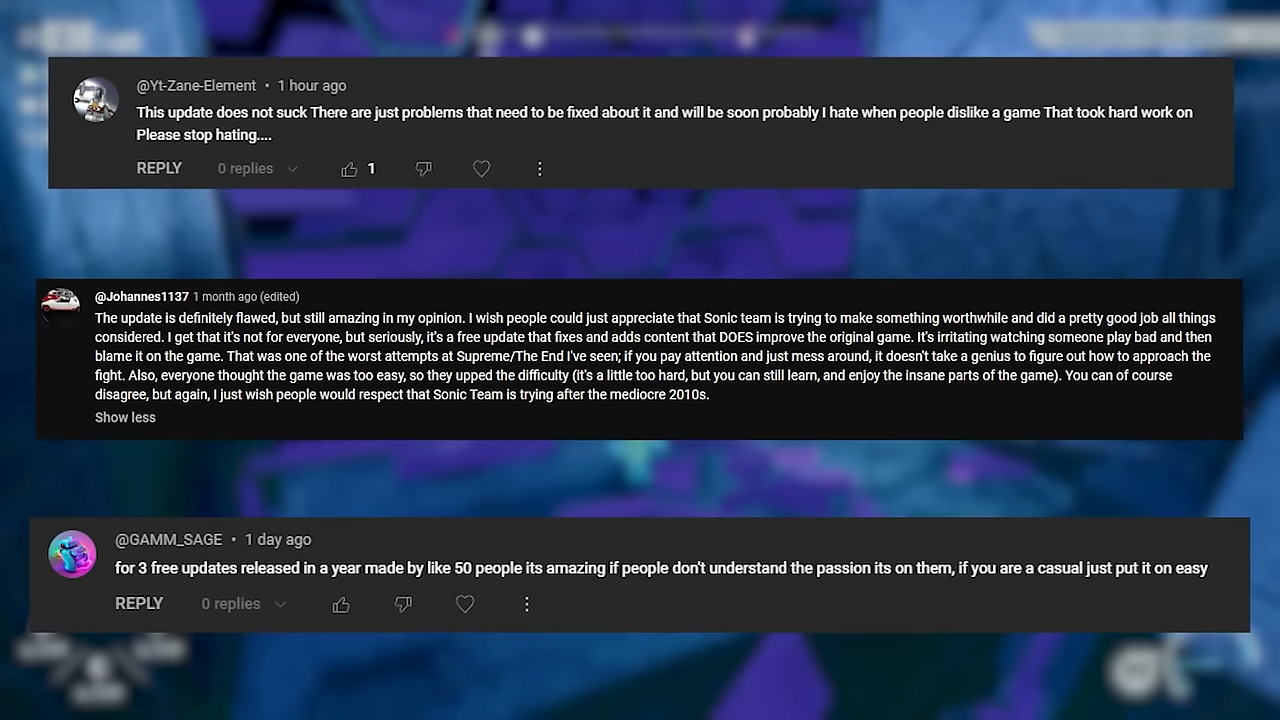 @Yt-Zane-Element • 1 hour ago
This update does not suck There are just problems that need to be fixed about it and will be soon probably I hate when people dislike a game That took hard work on
Please stop hating....
REPLY 0 replies 1
@Johannes1137 1 month ago (edited)
The update is definitely flawed, but still amazing in my opinion. I wish people could just appreciate that Sonic team is trying to make something worthwhile and did a pretty good job all things
considered. I get that it's not for everyone, but seriously, it's a free update that fixes and adds content that DOES improve the original game. It's irritating watching someone play bad and then
blame it on the game. That was one of the worst attempts at Supreme/The End I've seen; if you pay attention and just mess around, it doesn't take a genius to figure out how to approach the
fight. Also, everyone thought the game was too easy, so they upped the difficulty (it's a little too hard, but you can still learn, and enjoy the insane parts of the game). You can of course
disagree, but again, I just wish people would respect that Sonic Team is trying after the mediocre 2010s.
Show less
@GAMM_SAGE • 1 day ago
for 3 free updates released in a year made by like 50 people its amazing if people don't understand the passion its on them, if you are a casual just put it on easy
REPLY 0 replies